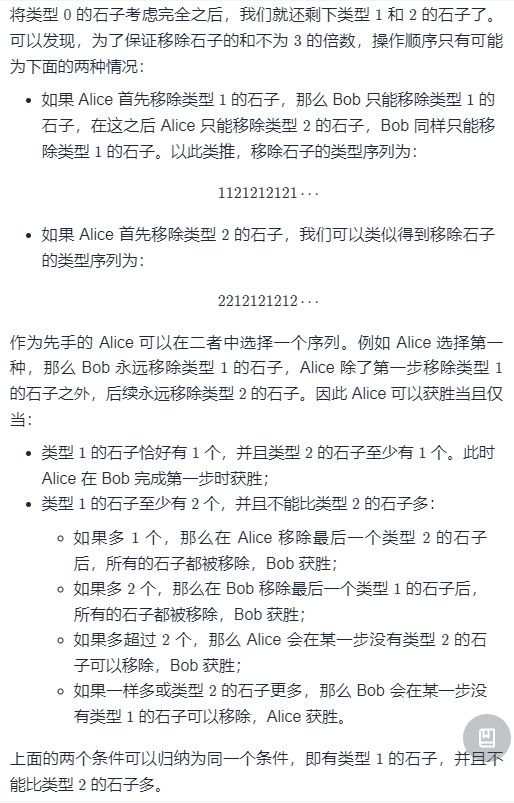 将类型 0 的石子考虑完全之后，我们就还剩下类型 1 和 2 的石子了。
可以发现，为了保证移除石子的和不为 3 的倍数，操作顺序只有可能
为下面的两种情况：
• 如果 Alice 首先移除类型 1 的石子，那么 Bob 只能移除类型 1 的
石子，在这之后 Alice 只能移除类型 2 的石子，Bob 同样只能移
除类型 1 的石子。以此类推，移除石子的类型序列为：
1121212121⋯
• 如果 Alice 首先移除类型 2 的石子，我们可以类似得到移除石子
的类型序列为：
2212121212⋯
作为先手的 Alice 可以在二者中选择一个序列。例如 Alice 选择第一
种，那么 Bob 永远移除类型 1 的石子，Alice 除了第一步移除类型 1
的石子之外，后续永远移除类型 2 的石子。因此 Alice 可以获胜当且仅
当：
• 类型 1 的石子恰好有 1 个，并且类型 2 的石子至少有 1 个。此时
Alice 在 Bob 完成第一步时获胜；
• 类型 1 的石子至少有 2 个，并且不能比类型 2 的石子多：
◦ 如果多 1 个，那么在 Alice 移除最后一个类型 2 的石子
后，所有的石子都被移除，Bob 获胜；
◦ 如果多 2 个，那么在 Bob 移除最后一个类型 1 的石子后，
所有的石子都被移除，Bob 获胜；
◦ 如果多超过 2 个，那么 Alice 会在某一步没有类型 2 的石
子可以移除，Bob 获胜；
◦ 如果一样多或类型 2 的石子更多，那么 Bob 会在某一步没
有类型 1 的石子可以移除，Alice 获胜。
上面的两个条件可以归纳为同一个条件，即有类型 1 的石子，并且不
能比类型 2 的石子多。